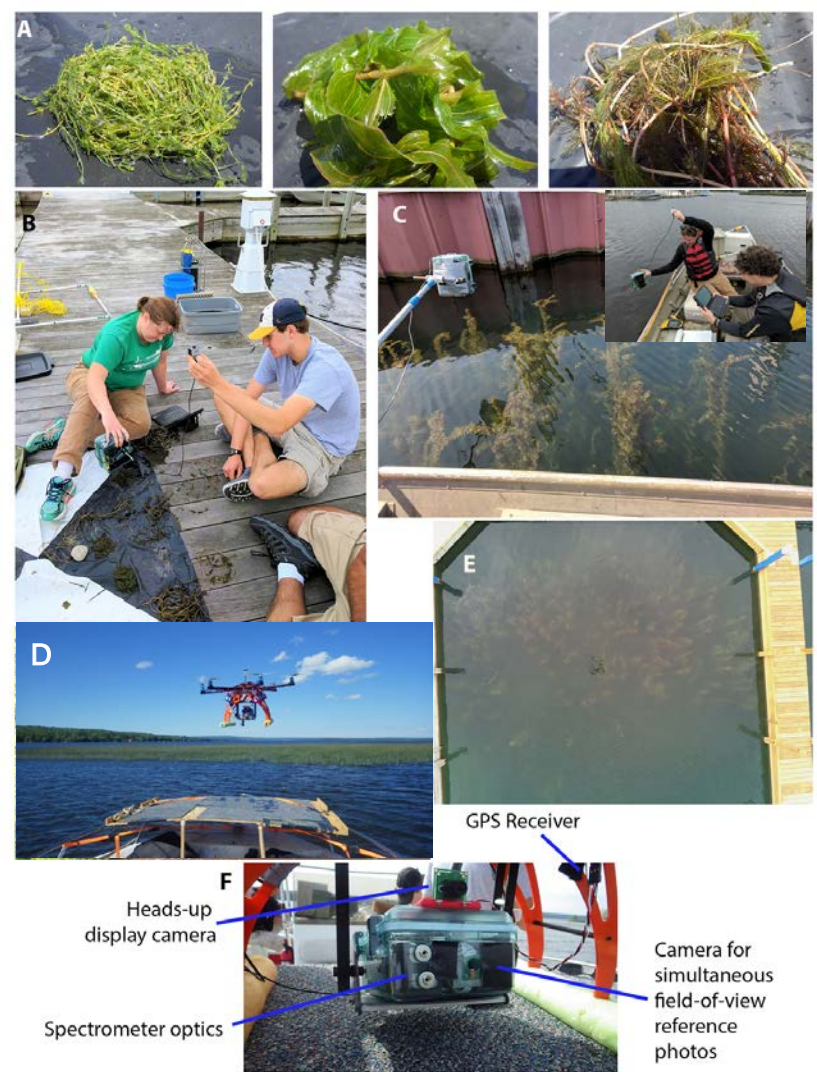 A
B
C
D
E
F
GPS Receiver
Heads-up
display camera
Spectrometer optics
Camera for
simultaneous
field-of-view
reference
photos